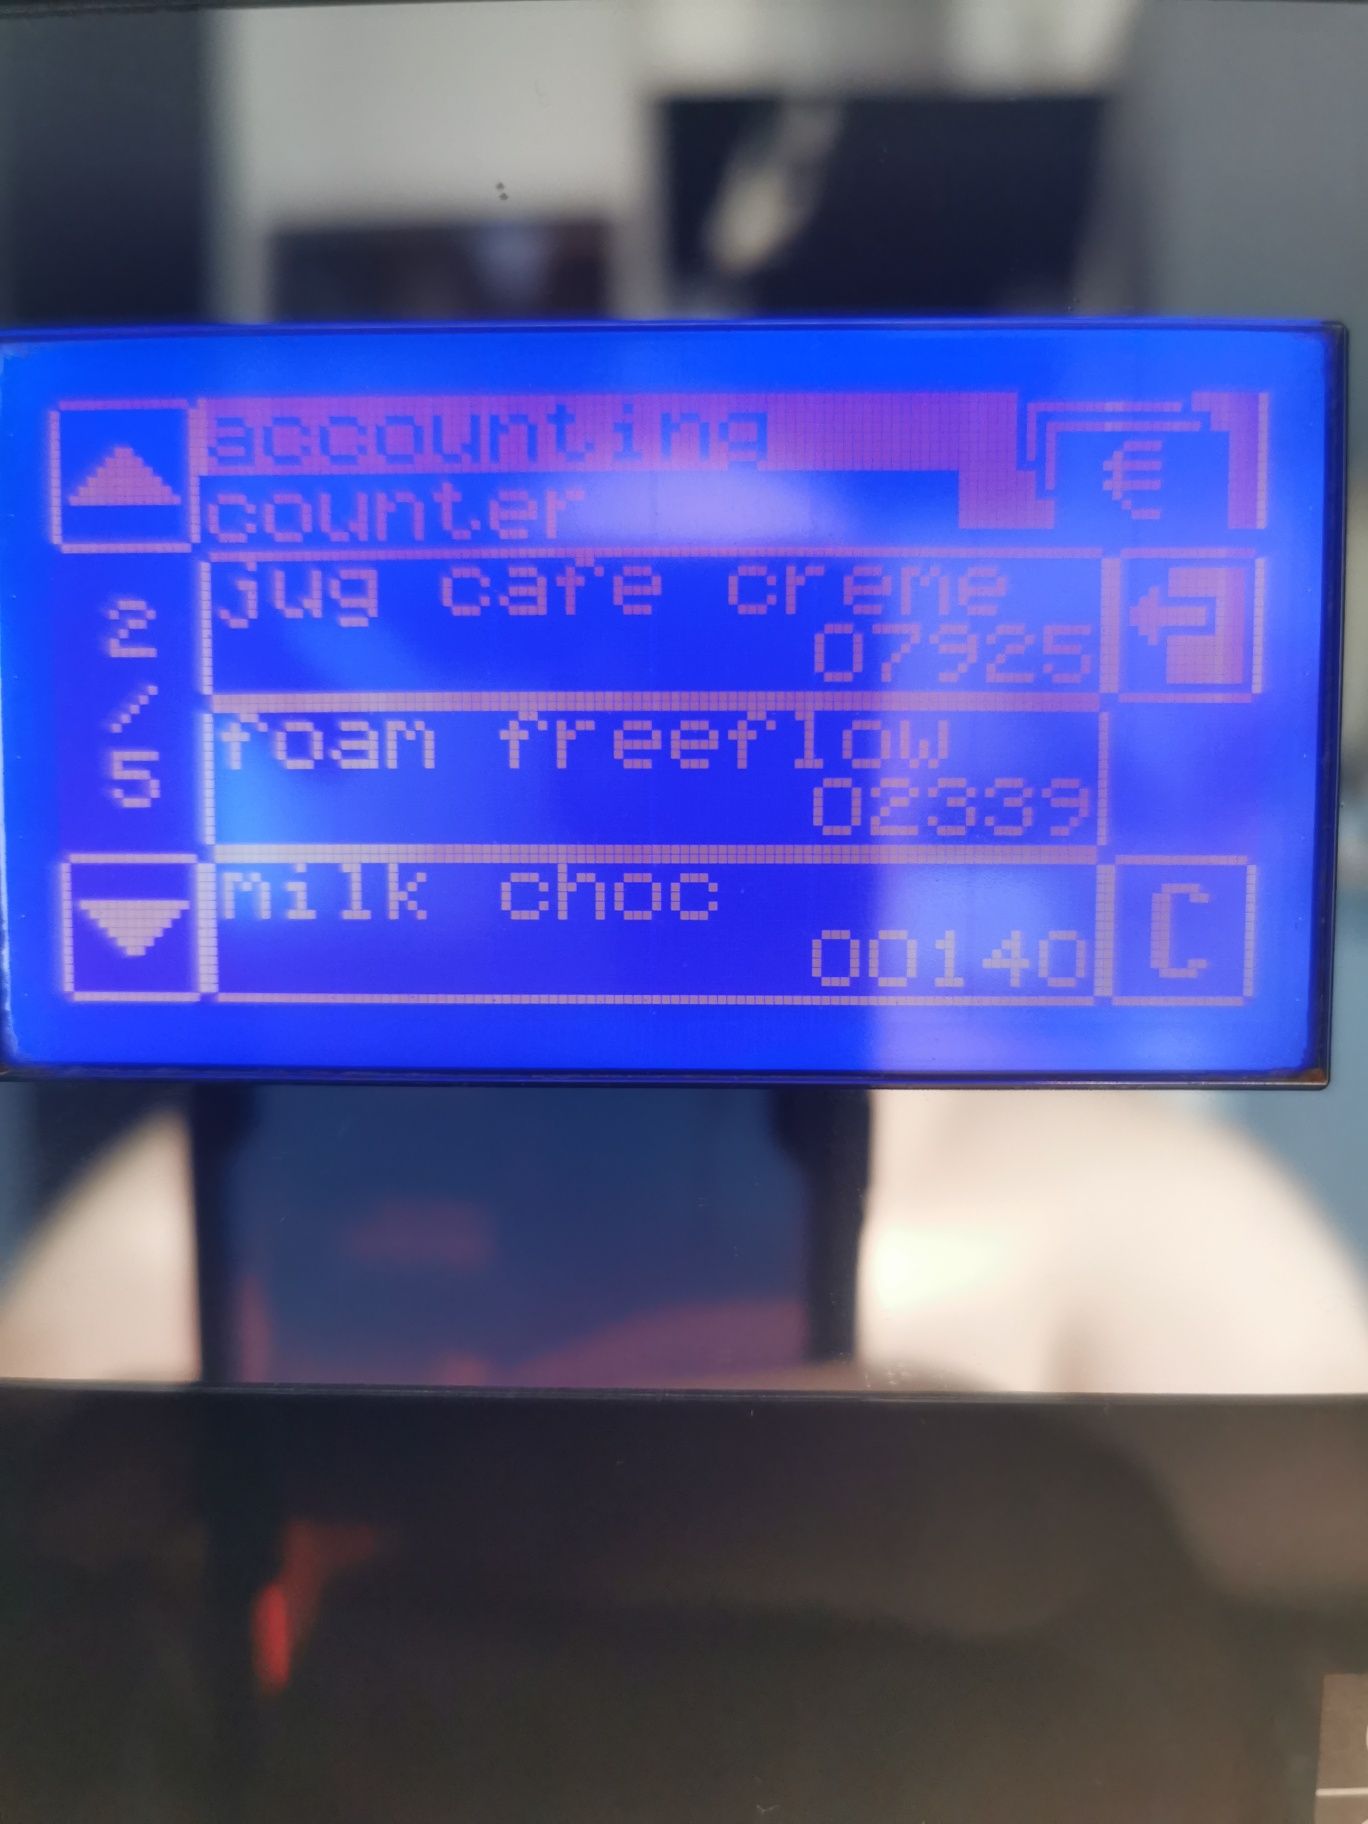 accounting
€
counter
jug cafe creme
07925
2
/
5
foam freeflow
02339
milk choc
00140
C